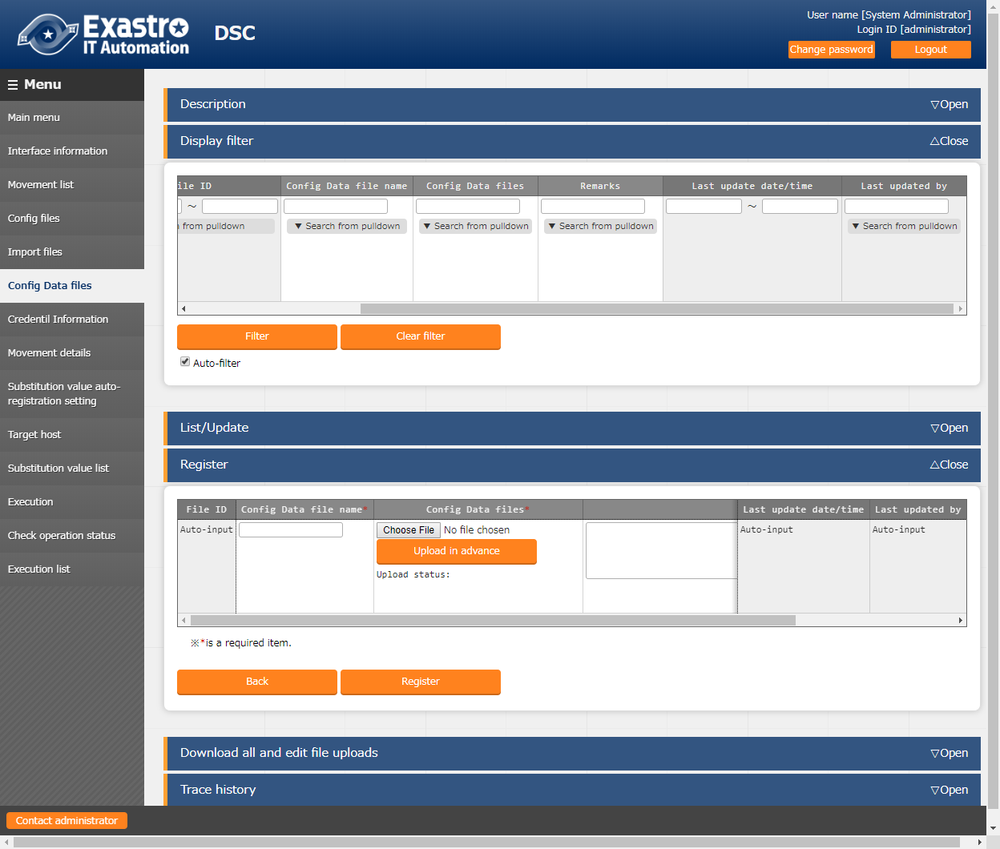 Exastro
IT Automation
DSC
User name [System Administrator]
Login ID [administrator]
Change password
Logout
☰ Menu
Main menu
Interface information
Movement list
Config files
Import files
Config Data files
Credentil Information
Movement details
Substitution value auto-
registration setting
Target host
Substitution value list
Execution
Check operation status
Execution list
Contact administrator
Description
▽Open
Display filter
△Close
ile ID
Config Data file name
Config Data files
Remarks
Last update date/time
Last updated by
～
～
from pulldown
▼ Search from pulldown
▼ Search from pulldown
▼ Search from pulldown
▼ Search from pulldown
Filter
Clear filter
Auto-filter
List/Update
▽Open
Register
△Close
File ID
Config Data file name*
Config Data files*
Last update date/time
Last updated by
Auto-input
Choose File No file chosen
Auto-input
Auto-input
Upload in advance
Upload status:
※*is a required item.
Back
Register
Download all and edit file uploads
▽Open
Trace history
▽Open